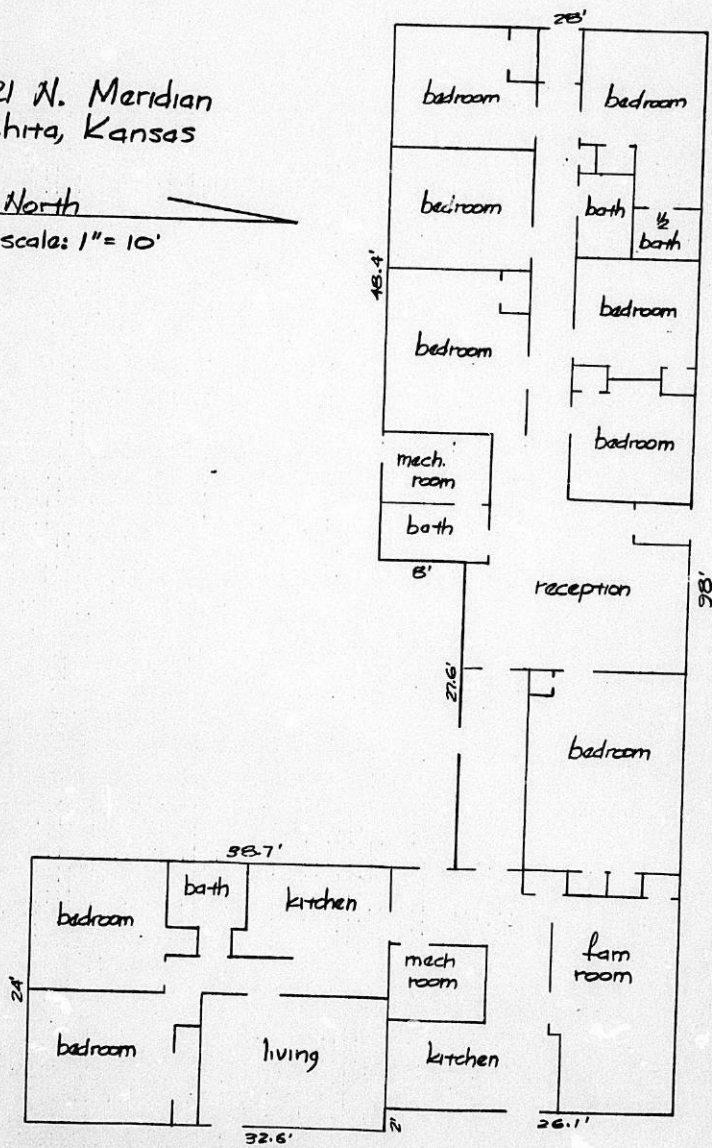 21 N. Meridian
hita, Kansas
North
scale: 1" = 10'
28'
bedroom
bedroom
bedroom
bath
1/2
bath
48.4'
bedroom
bedroom
bedroom
mech.
room
bath
8'
reception
98'
27.6'
bedroom
38.7'
bedroom
bath
kitchen
mech
room
fam
room
24'
bedroom
living
kitchen
32.6'
2'
26.1'